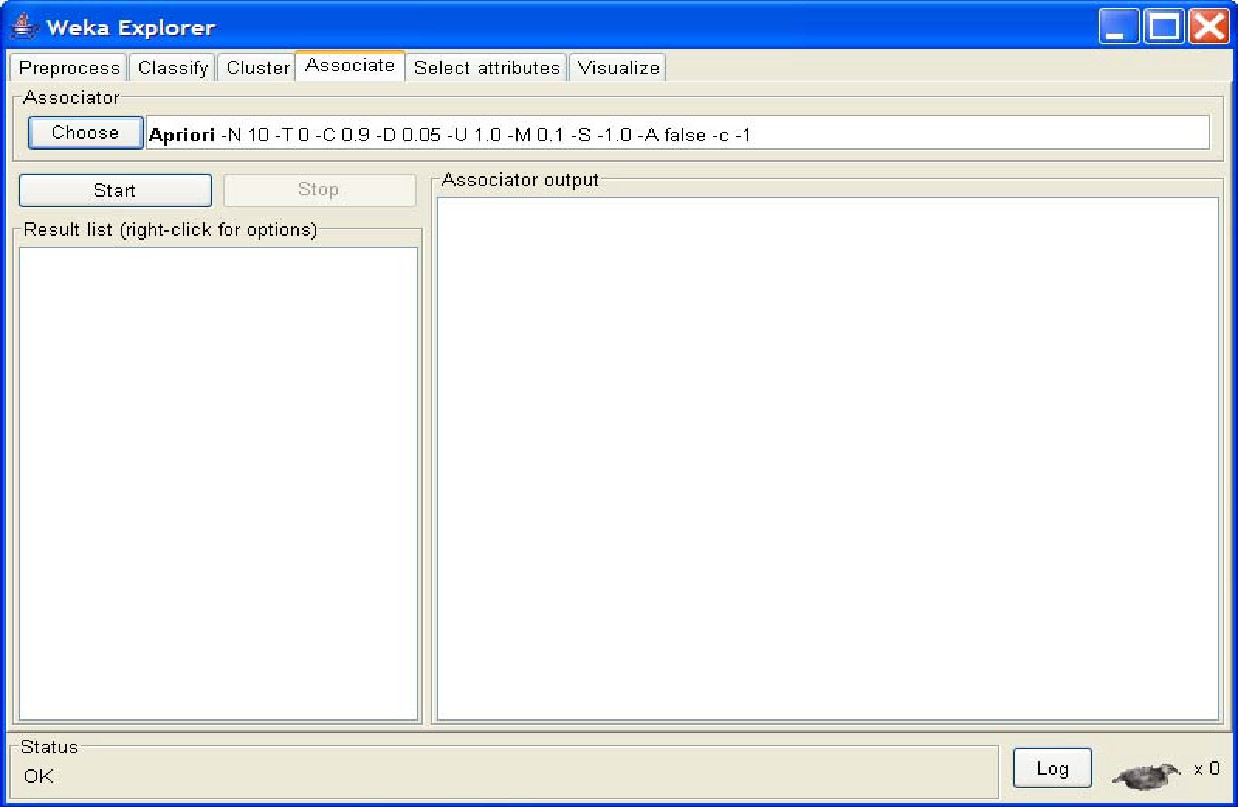 Weka Explorer
Preprocess Classify Cluster Associate Select attributes Visualize
Associator
Choose Apriori -N 10 -T 0 -C 0.9 -D 0.05 -U 1.0 -M 0.1 -S -1.0 -A false -c -1
Start Stop
Associator output
Result list (right-click for options)
Status
OK
Log x 0